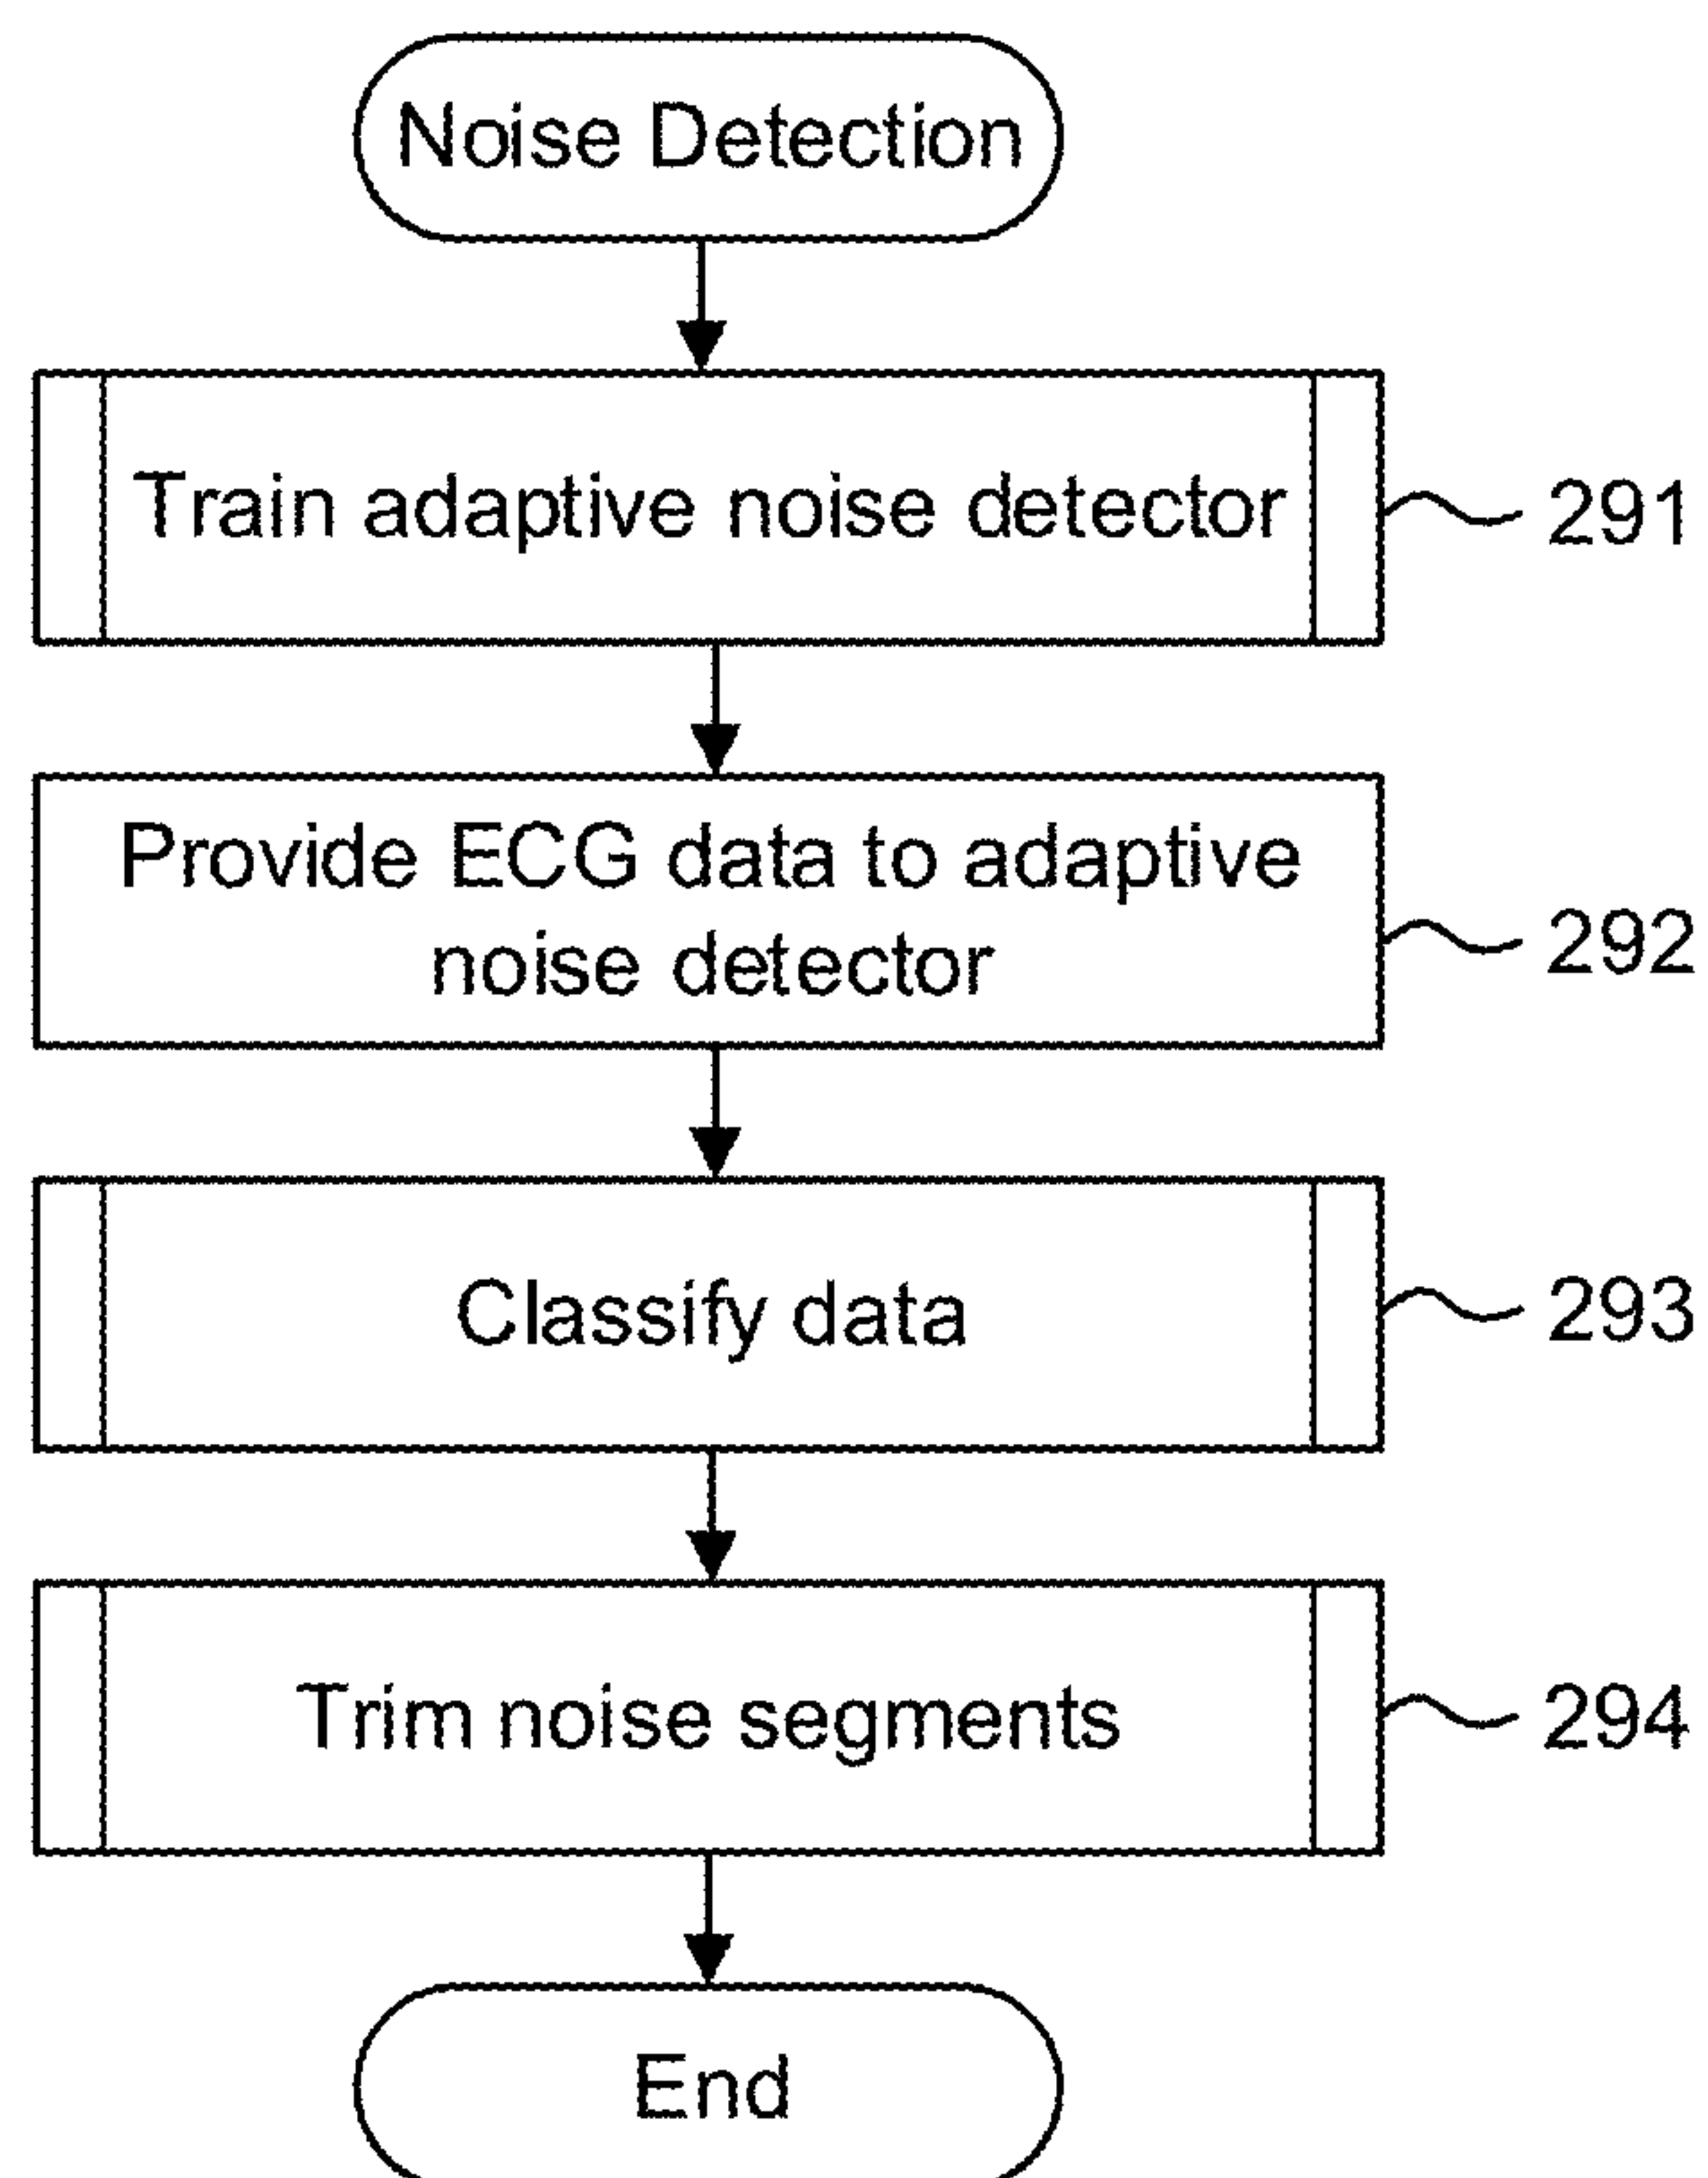 Noise Detection
Train adaptive noise detector
291
Provide ECG data to adaptive
noise detector
292
Classify data
293
Trim noise segments
294
End